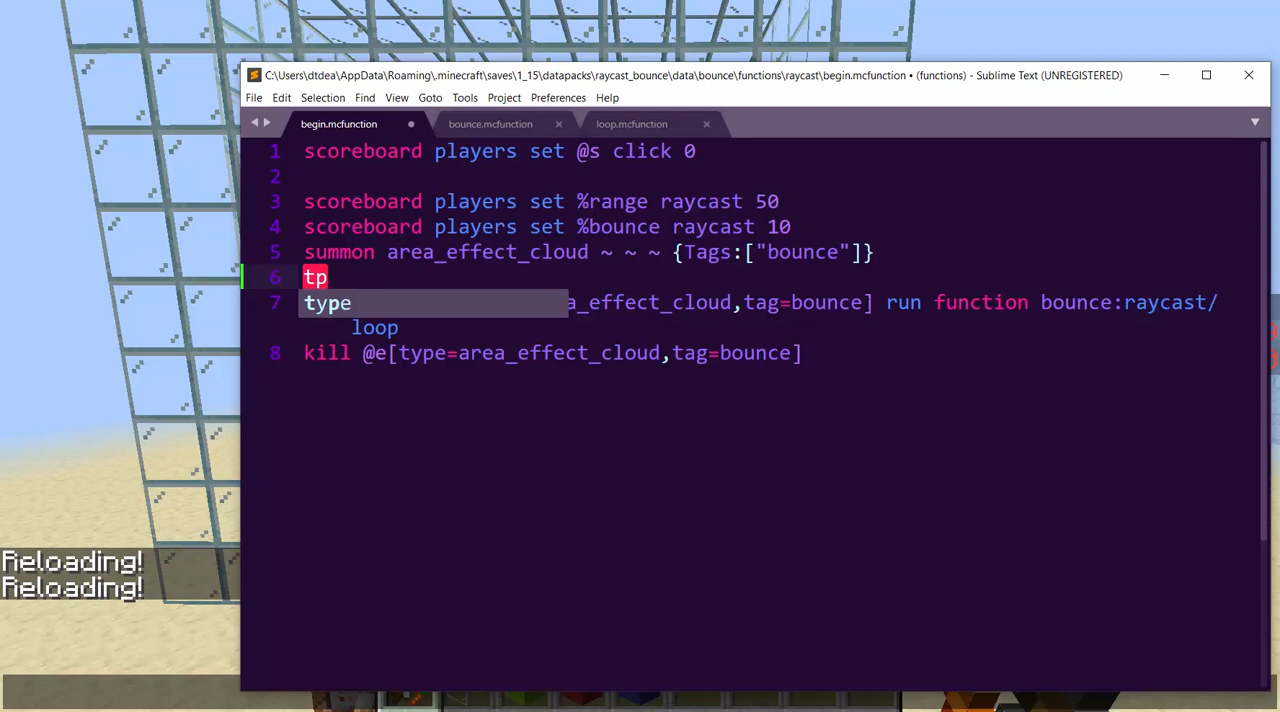 C:\Users\dtdea\AppData\Roaming\.minecraft\saves\1_15\datapacks\raycast_bounce\data\bounce\functions\raycast\begin.mcfunction • (functions) - Sublime Text (UNREGISTERED)
File Edit Selection Find View Goto Tools Project Preferences Help
begin.mcfunction bounce.mcfunction loop.mcfunction
1 scoreboard players set @s click 0
2
3 scoreboard players set %range raycast 50
4 scoreboard players set %bounce raycast 10
5 summon area_effect_cloud ~ ~ ~ {Tags:["bounce"]}
6 tp
type
7 a_effect_cloud,tag=bounce] run function bounce:raycast/
loop
8 kill @e[type=area_effect_cloud,tag=bounce]
Reloading!
Reloading!